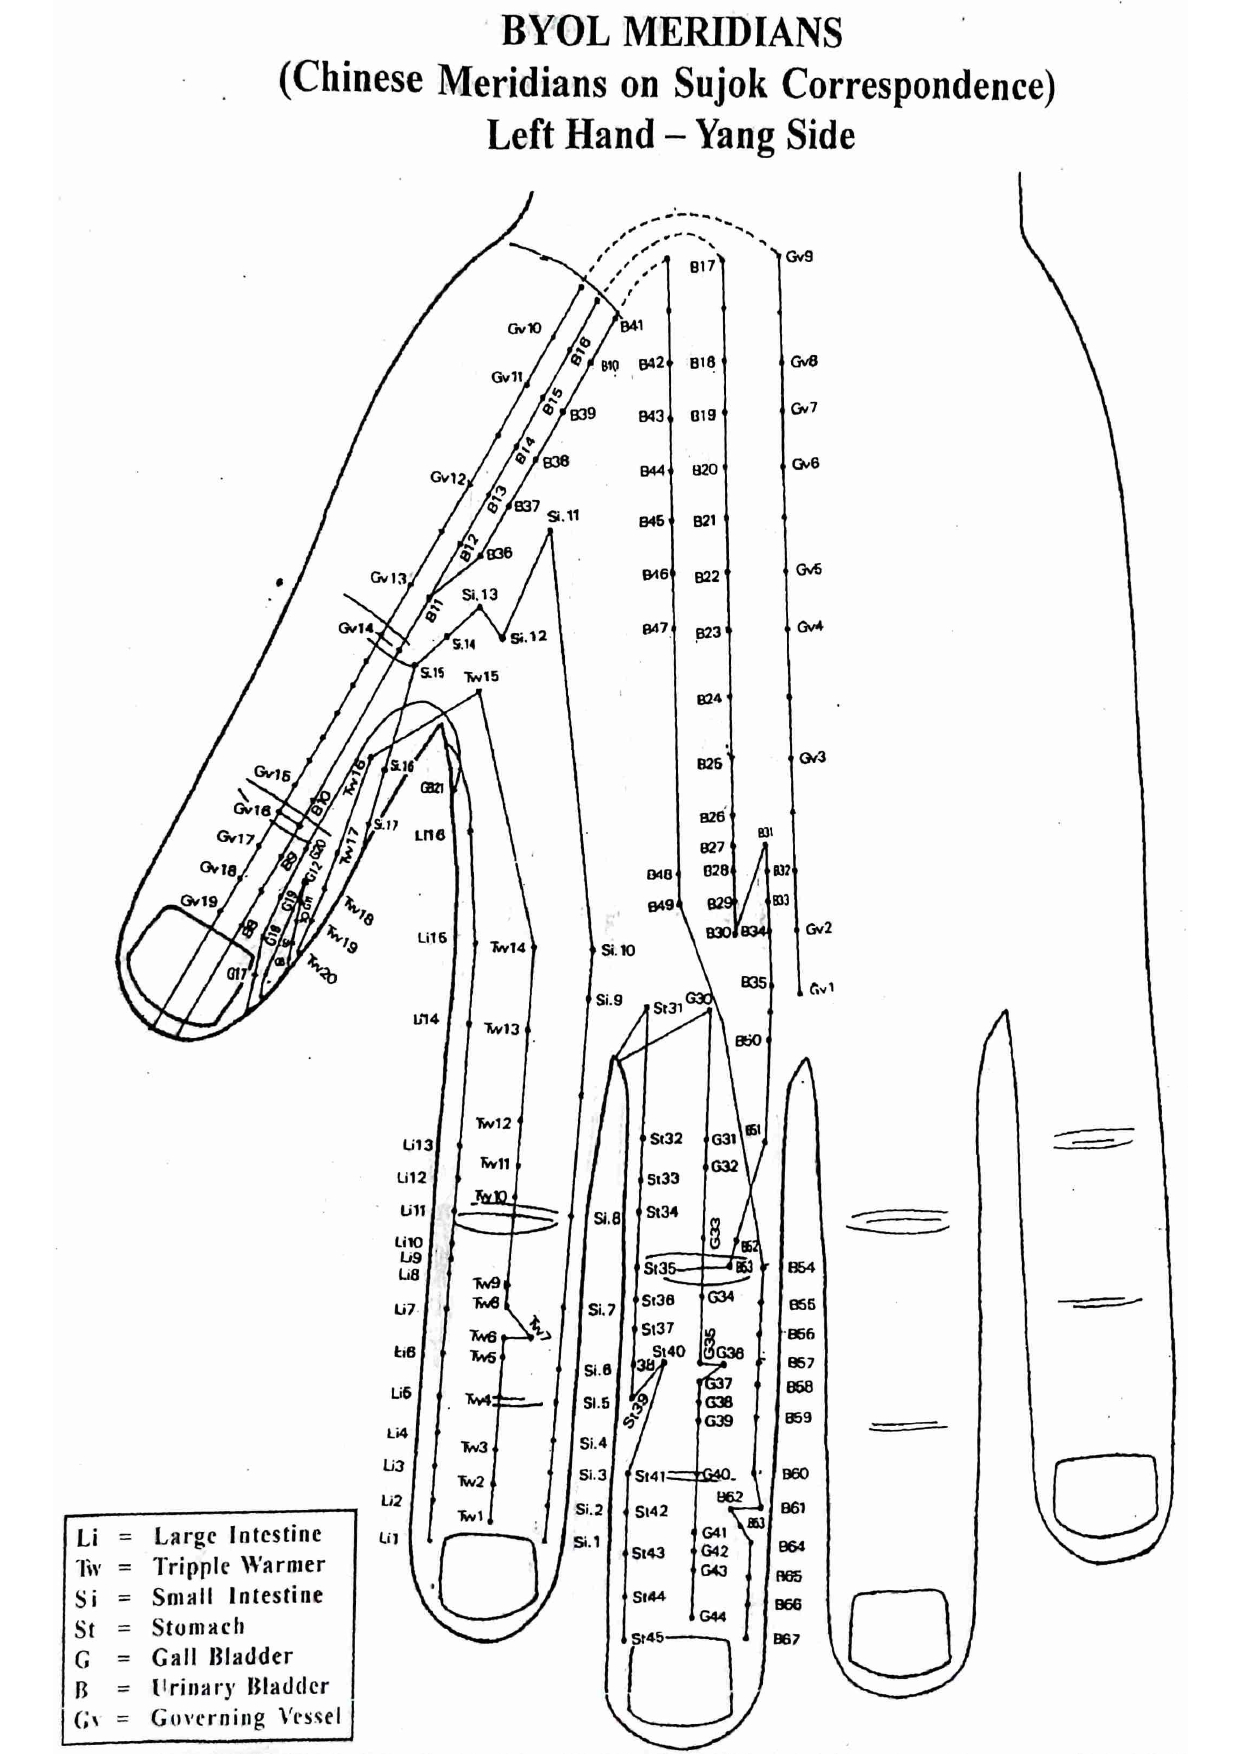 BYOL MERIDIANS
(Chinese Meridians on Sujok Correspondence)
Left Hand – Yang Side
Gv9
B17
B41
Gv10
B16
B10
B42
B18
Gv8
Gv11
B15
B39
B43
B19
Gv7
B14
B38
B44
B20
Gv6
Gv12
B13
B37
Si.11
B45
B21
B12
B36
Gv13
B46
B22
Gv5
B11
Si.13
Gv14
S.14
Si.12
B47
B23
Gv4
S.15
Tw15
B24
Gv15
Tw16
Si.16
GB21
B25
Gv3
B10
Gv16
S.17
Li16
B26
B31
Gv17
B9
G20
Tw17
B27
Gv18
G12
B48
B28
B32
Gv19
G19
G11
Tw18
B49
B29
B33
B8
G18
Tw19
Li15
Tw14
Si.10
B30
B34
Gv2
G17
Tw20
B35
Gv1
Si.9
St31
G30
Li14
Tw13
B50
Tw12
B51
Li13
St32
G31
Tw11
G32
Li12
St33
Tw10
Li11
Si.8
St34
G33
Li10
B52
Li9
Li8
St35
B53
B54
Tw9
Tw8
St36
G34
B55
Li7
Si.7
Tw7
St37
G35
B56
Tw6
Li6
Tw5
St40
G36
B57
Si.6
38
G37
B58
Li5
Tw4
Si.5
St39
G38
G39
B59
Li4
Tw3
Si.4
Li3
Si.3
St41
G40
B60
Tw2
Li2
Si.2
St42
B62
B61
Tw1
B63
Li1
Si.1
G41
B64
St43
G42
G43
B65
St44
G44
B66
St45
B67
Li = Large Intestine
Tw = Tripple Warmer
Si = Small Intestine
St = Stomach
G = Gall Bladder
B = Urinary Bladder
Gv = Governing Vessel